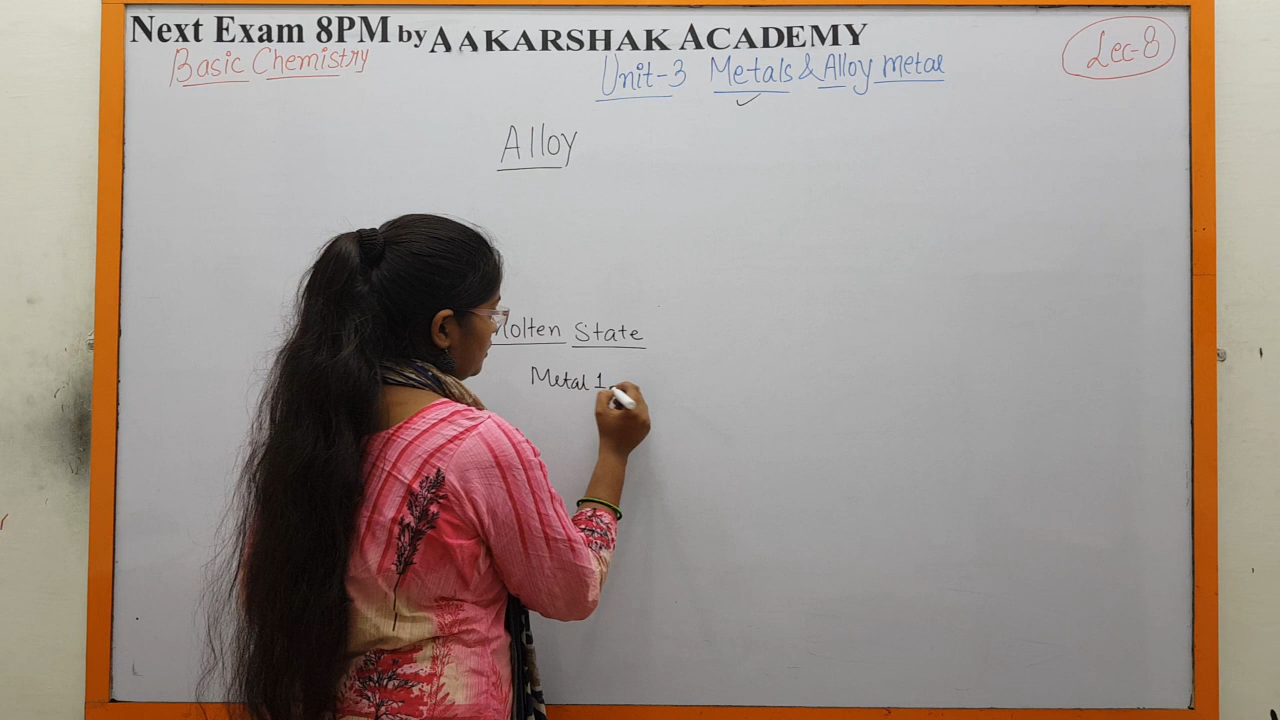 Next Exam 8PM by AAKARSHAK ACADEMY
Basic Chemistry
Unit-3 Metals & Alloy metal
Lec-8
Alloy
Molten State
Metal 1